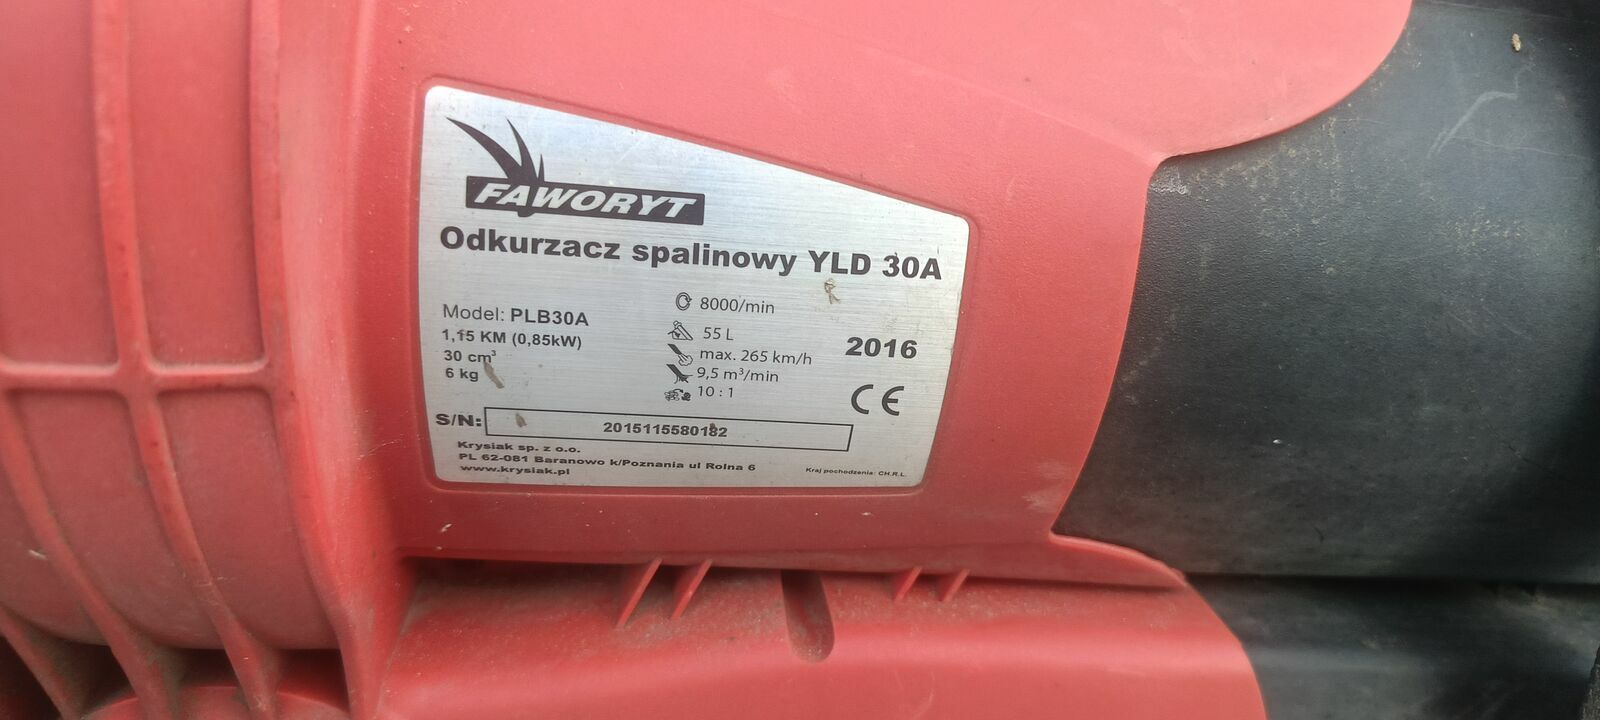 FAWORYT
Odkurzacz spalinowy YLD 30A
Model: PLB30A
1,15 KM (0,85kW)
30 cm³
6 kg
8000/min
55 L
max. 265 km/h
9,5 m³/min
10 : 1
2016
CE
S/N: 2015115580182
Krysiak sp. z o.o.
PL 62-081 Baranowo k/Poznania ul Rolna 6
www.krysiak.pl
Kraj pochodzenia: CH.R.L.